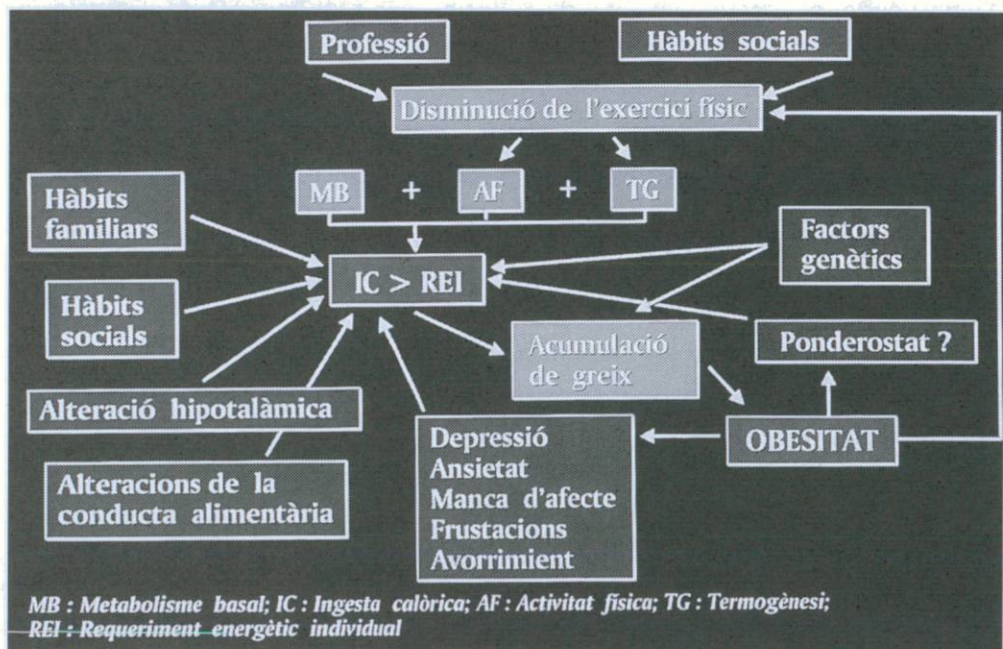 Professió
Hàbits socials
Disminució de l'exercici físic
MB + AF + TG
Hàbits
familiars
Factors
genètics
IC > REI
Hàbits
socials
Acumulació
de greix
Ponderostat ?
Alteració hipotalàmica
Depressió
Ansietat
Manca d'afecte
Frustacions
Avorrimient
OBESITAT
Alteracions de la
conducta alimentària
MB : Metabolisme basal; IC : Ingesta calòrica; AF : Activitat física; TG : Termogènesi;
REI : Requeriment energètic individual